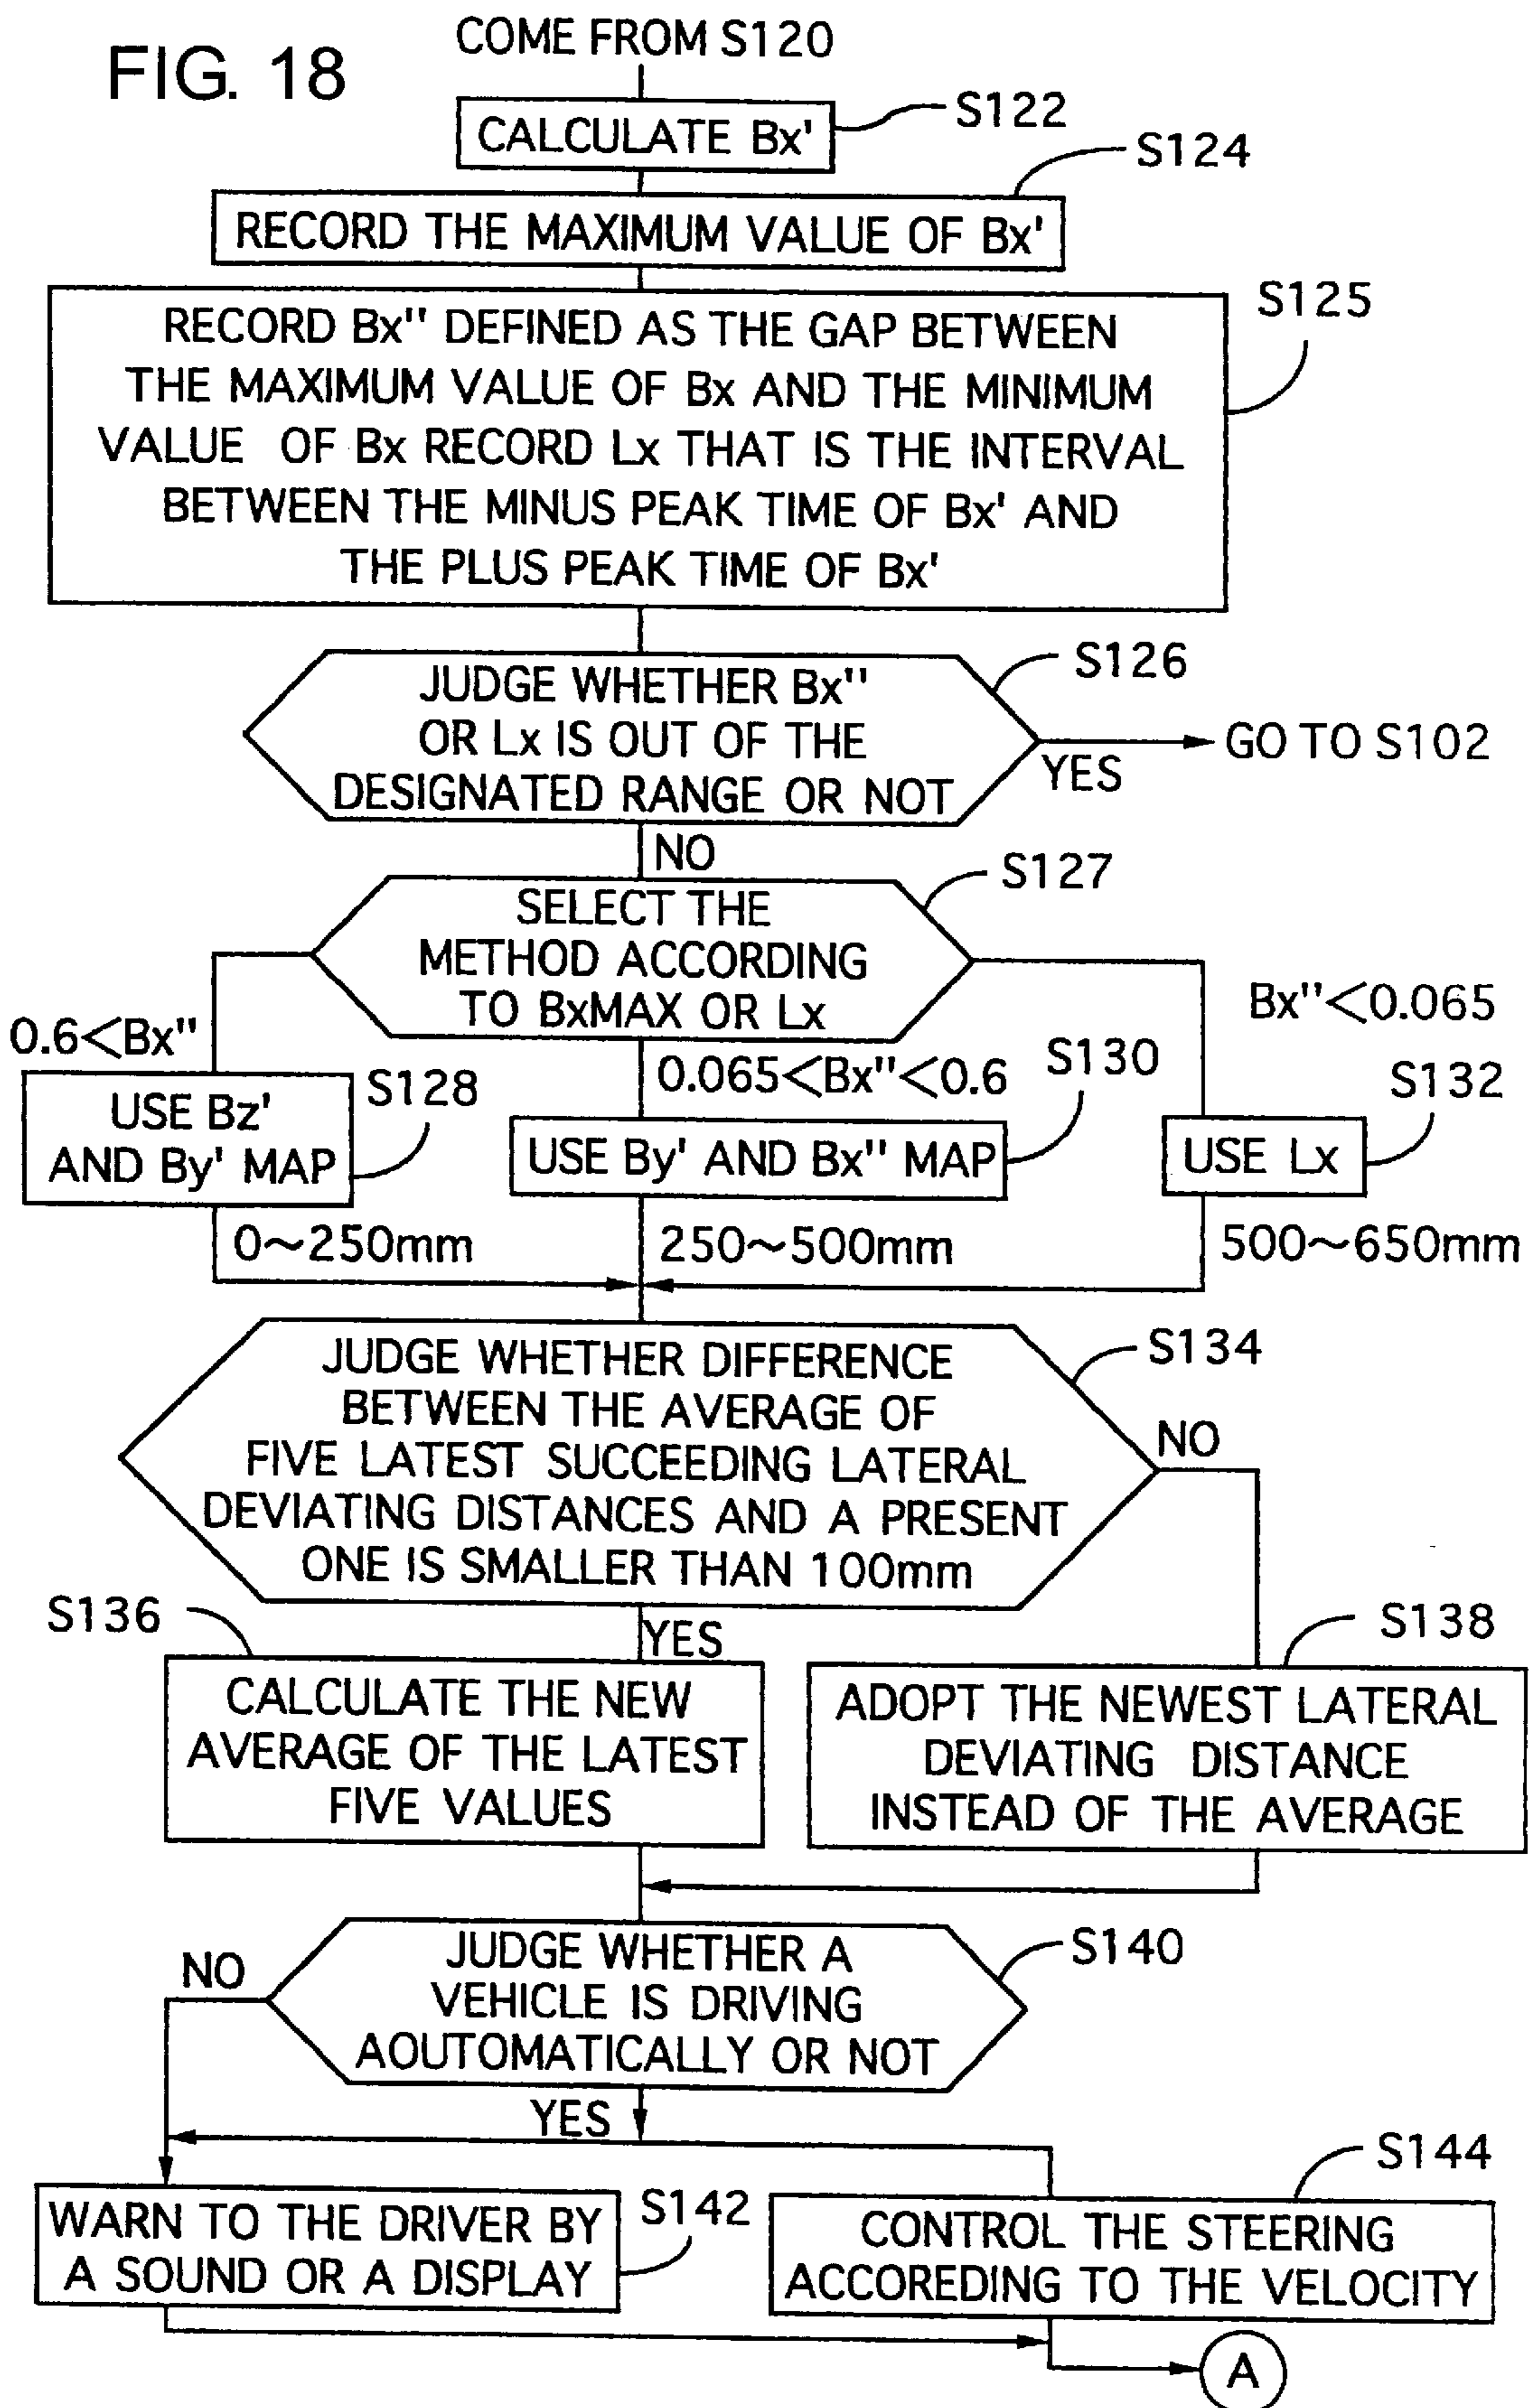 FIG. 18
COME FROM S120
CALCULATE Bx'
S122
S124
RECORD THE MAXIMUM VALUE OF Bx'
S125
RECORD Bx'' DEFINED AS THE GAP BETWEEN
THE MAXIMUM VALUE OF Bx AND THE MINIMUM
VALUE OF Bx RECORD Lx THAT IS THE INTERVAL
BETWEEN THE MINUS PEAK TIME OF Bx' AND
THE PLUS PEAK TIME OF Bx'
S126
JUDGE WHETHER Bx''
OR Lx IS OUT OF THE
DESIGNATED RANGE OR NOT
YES
GO TO S102
NO
S127
SELECT THE
METHOD ACCORDING
TO BxMAX OR Lx
0.6<Bx''
0.065<Bx''<0.6
Bx''<0.065
S128
USE Bz'
AND By' MAP
S130
USE By' AND Bx'' MAP
S132
USE Lx
0~250mm
250~500mm
500~650mm
S134
JUDGE WHETHER DIFFERENCE
BETWEEN THE AVERAGE OF
FIVE LATEST SUCCEEDING LATERAL
DEVIATING DISTANCES AND A PRESENT
ONE IS SMALLER THAN 100mm
NO
YES
S136
CALCULATE THE NEW
AVERAGE OF THE LATEST
FIVE VALUES
S138
ADOPT THE NEWEST LATERAL
DEVIATING DISTANCE
INSTEAD OF THE AVERAGE
S140
JUDGE WHETHER A
VEHICLE IS DRIVING
AOUTOMATICALLY OR NOT
NO
YES
S142
WARN TO THE DRIVER BY
A SOUND OR A DISPLAY
S144
CONTROL THE STEERING
ACCOREDING TO THE VELOCITY
A